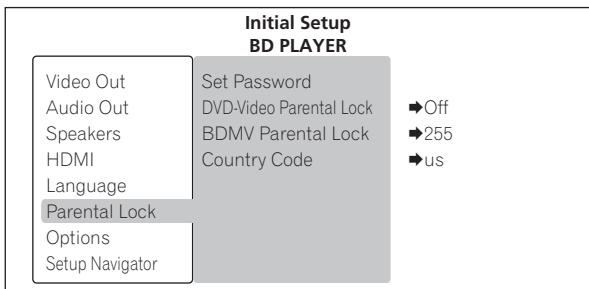 Initial Setup
BD PLAYER
Video Out
Audio Out
Speakers
HDMI
Language
Parental Lock
Options
Setup Navigator
Set Password
DVD-Video Parental Lock ➡Off
BDMV Parental Lock ➡255
Country Code ➡us